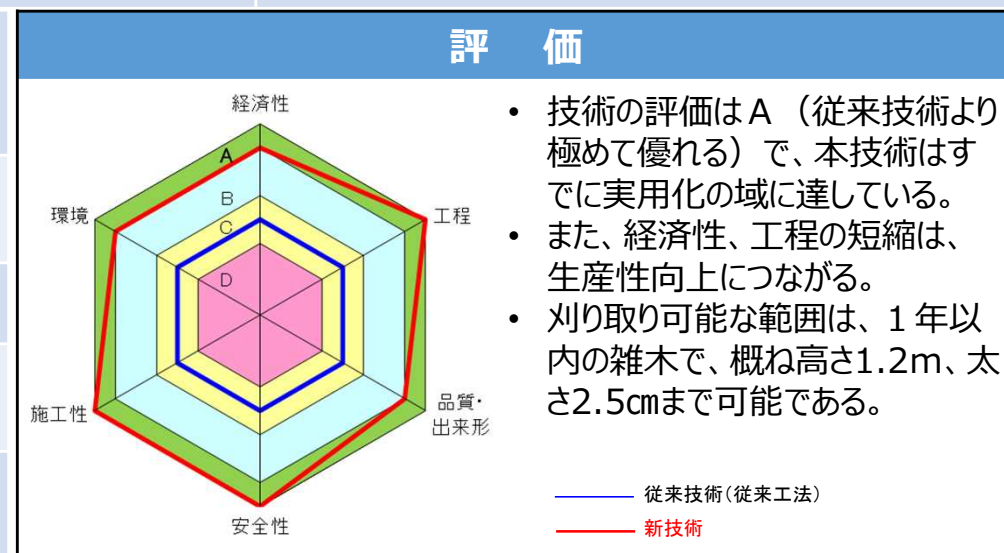 評 価
経済性
A
B
C
D
環境
工程
施工性
品質・
出来形
安全性
• 技術の評価はA （従来技術より
極めて優れる）で、本技術はす
でに実用化の域に達している。
• また、経済性、工程の短縮は、
生産性向上につながる。
• 刈り取り可能な範囲は、１年以
内の雑木で、概ね高さ1.2m、太
さ2.5㎝まで可能である。
従来技術(従来工法)
新技術